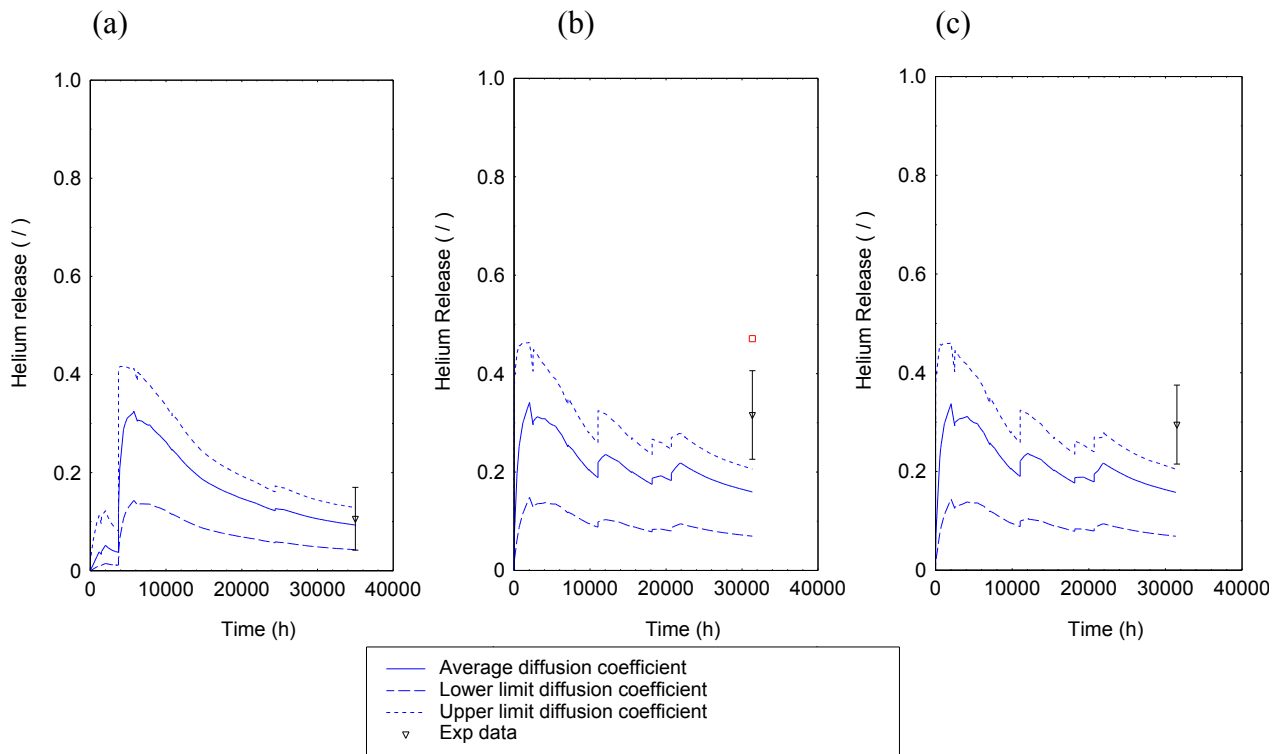 (a)
(b)
(c)
Helium release ( / )
1.0
0.8
0.6
0.4
0.2
0
0 10000 20000 30000 40000
Time (h)
Helium Release ( / )
1.0
0.8
0.6
0.4
0.2
0
0 10000 20000 30000 40000
Time (h)
Helium Release ( / )
1.0
0.8
0.6
0.4
0.2
0
0 10000 20000 30000 40000
Time (h)
Average diffusion coefficient
Lower limit diffusion coefficient
Upper limit diffusion coefficient
Exp data